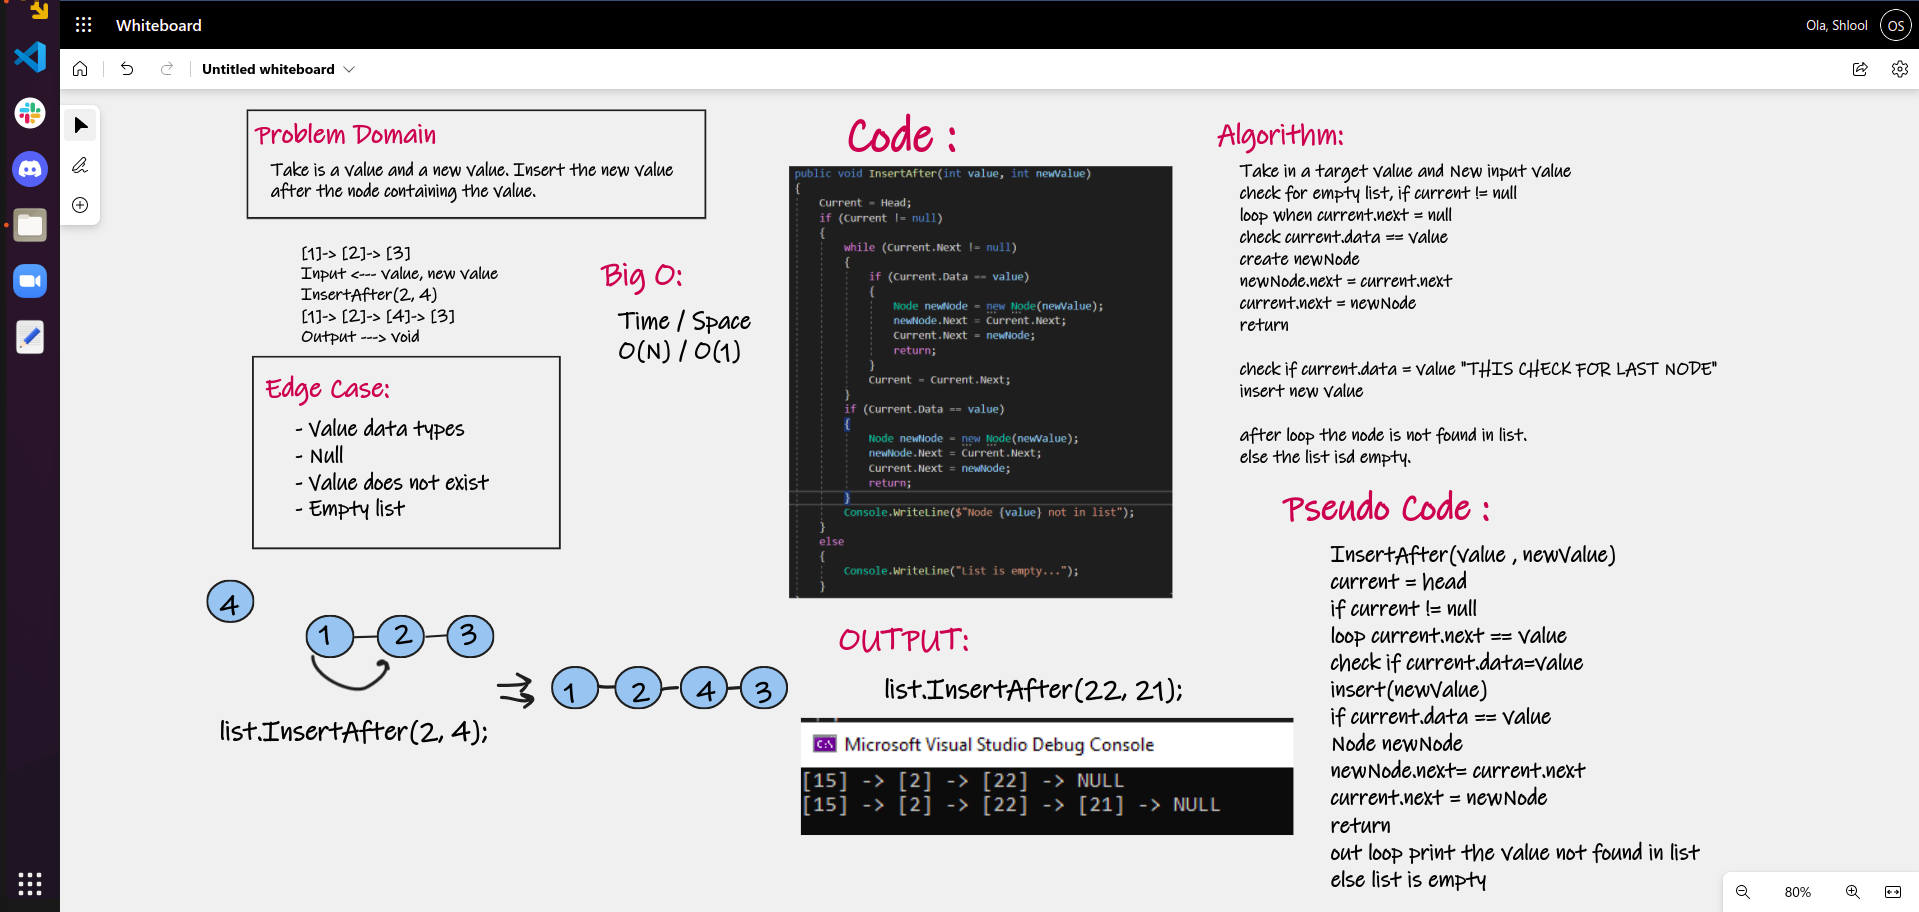 Whiteboard
Ola, Shlool
OS
Untitled whiteboard
Problem Domain
Take is a value and a new value. Insert the new value
after the node containing the value.
[1]-> [2]-> [3]
Input <--- value, new value
InsertAfter(2, 4)
[1]-> [2]-> [4]-> [3]
Output ---> void
Big O:
Time / Space
O(N) / O(1)
Edge Case:
- Value data types
- Null
- Value does not exist
- Empty list
4
1 2 3
1 2 4 3
list.InsertAfter(2, 4);
Code :
public void InsertAfter(int value, int newValue)
{
Current = Head;
if (Current != null)
{
while (Current.Next != null)
{
if (Current.Data == value)
{
Node newNode = new Node(newValue);
newNode.Next = Current.Next;
Current.Next = newNode;
return;
}
Current = Current.Next;
}
if (Current.Data == value)
{
Node newNode = new Node(newValue);
newNode.Next = Current.Next;
Current.Next = newNode;
return;
}
Console.WriteLine($"Node {value} not in list");
}
else
{
Console.WriteLine("List is empty...");
}
OUTPUT:
list.InsertAfter(22, 21);
C:\ Microsoft Visual Studio Debug Console
[15] -> [2] -> [22] -> NULL
[15] -> [2] -> [22] -> [21] -> NULL
Algorithm:
Take in a target value and New input value
check for empty list, if current != null
loop when current.next = null
check current.data == value
create newNode
newNode.next = current.next
current.next = newNode
return
check if current.data = value "THIS CHECK FOR LAST NODE"
insert new value
after loop the node is not found in list.
else the list isd empty.
Pseudo Code :
InsertAfter(value , newValue)
current = head
if current != null
loop current.next == value
check if current.data=value
insert(newValue)
if current.data == value
Node newNode
newNode.next= current.next
current.next = newNode
return
out loop print the value not found in list
else list is empty
80%